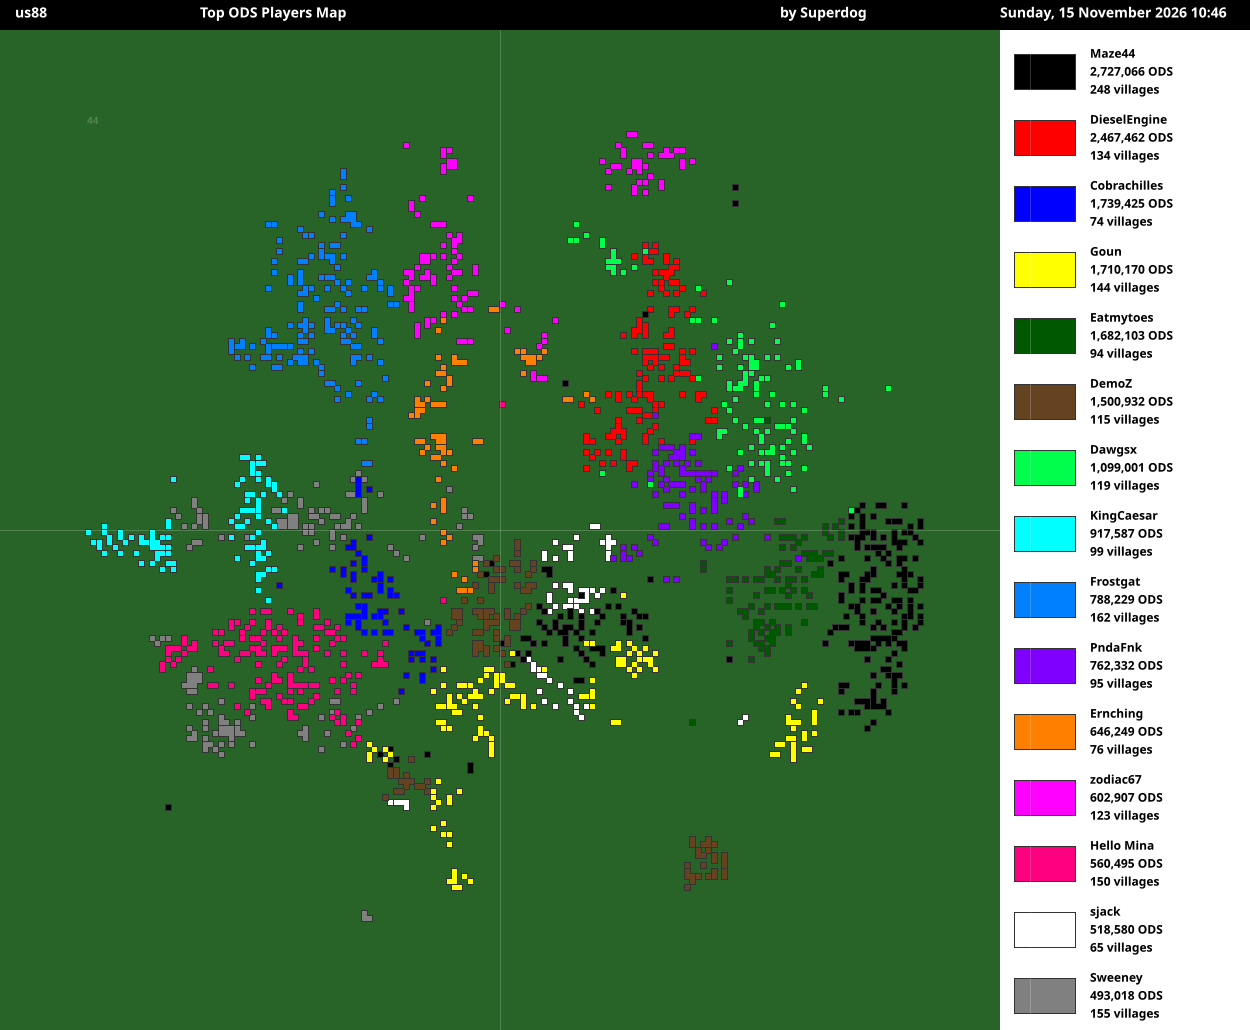 us88 Top ODS Players Map by Superdog Sunday, 15 November 2026 10:46
44
Maze44
2,727,066 ODS
248 villages
DieselEngine
2,467,462 ODS
134 villages
Cobrachilles
1,739,425 ODS
74 villages
Goun
1,710,170 ODS
144 villages
Eatmytoes
1,682,103 ODS
94 villages
DemoZ
1,500,932 ODS
115 villages
Dawgsx
1,099,001 ODS
119 villages
KingCaesar
917,587 ODS
99 villages
Frostgat
788,229 ODS
162 villages
PndaFnk
762,332 ODS
95 villages
Ernching
646,249 ODS
76 villages
zodiac67
602,907 ODS
123 villages
Hello Mina
560,495 ODS
150 villages
sjack
518,580 ODS
65 villages
Sweeney
493,018 ODS
155 villages